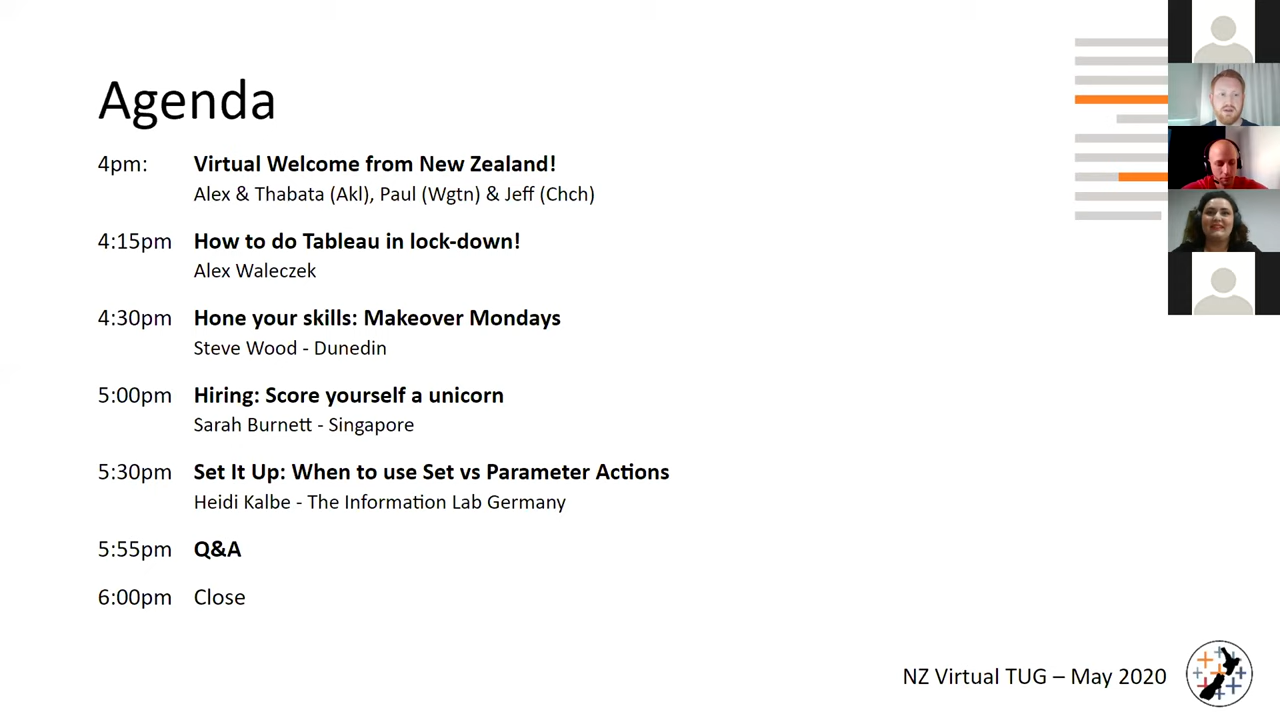 Agenda
4pm: Virtual Welcome from New Zealand!
Alex & Thabata (Akl), Paul (Wgtn) & Jeff (Chch)
4:15pm How to do Tableau in lock-down!
Alex Waleczek
4:30pm Hone your skills: Makeover Mondays
Steve Wood - Dunedin
5:00pm Hiring: Score yourself a unicorn
Sarah Burnett - Singapore
5:30pm Set It Up: When to use Set vs Parameter Actions
Heidi Kalbe - The Information Lab Germany
5:55pm Q&A
6:00pm Close
NZ Virtual TUG – May 2020